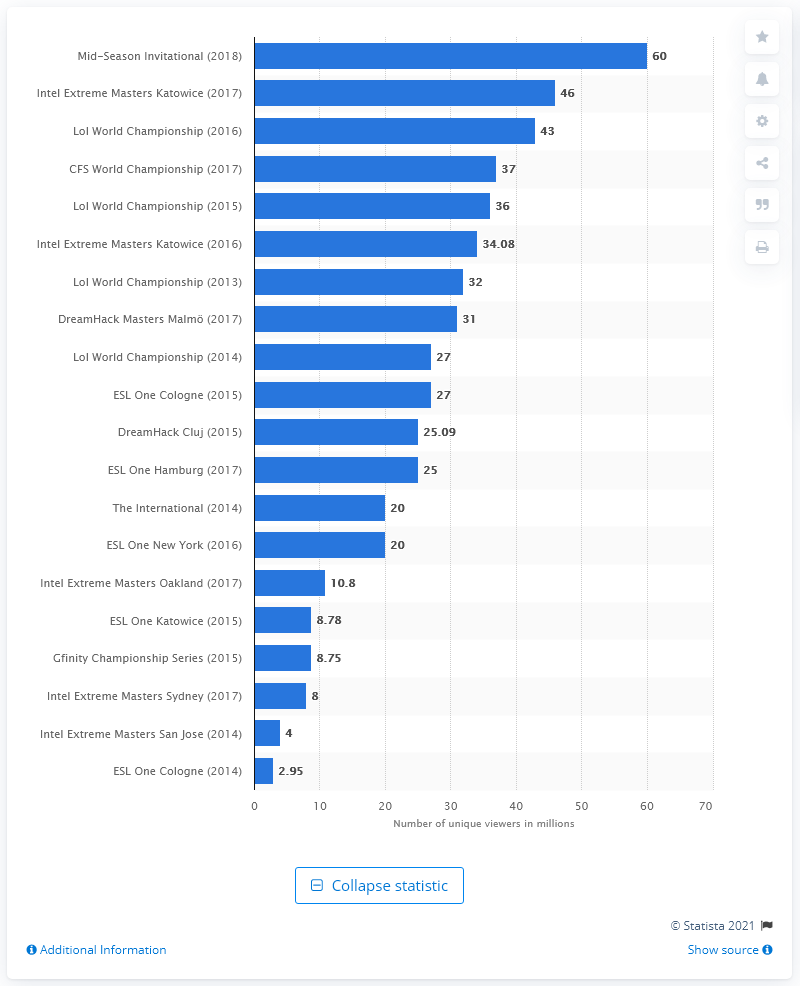 Mid-Season Invitational (2018) 60
Intel Extreme Masters Katowice (2017) 46
Lol World Championship (2016) 43
CFS World Championship (2017) 37
Lol World Championship (2015) 36
Intel Extreme Masters Katowice (2016) 34.08
Lol World Championship (2013) 32
DreamHack Masters Malmö (2017) 31
Lol World Championship (2014) 27
ESL One Cologne (2015) 27
DreamHack Cluj (2015) 25.09
ESL One Hamburg (2017) 25
The International (2014) 20
ESL One New York (2016) 20
Intel Extreme Masters Oakland (2017) 10.8
ESL One Katowice (2015) 8.78
Gfinity Championship Series (2015) 8.75
Intel Extreme Masters Sydney (2017) 8
Intel Extreme Masters San Jose (2014) 4
ESL One Cologne (2014) 2.95
0 10 20 30 40 50 60 70
Number of unique viewers in millions
Collapse statistic
© Statista 2021
Additional Information Show source